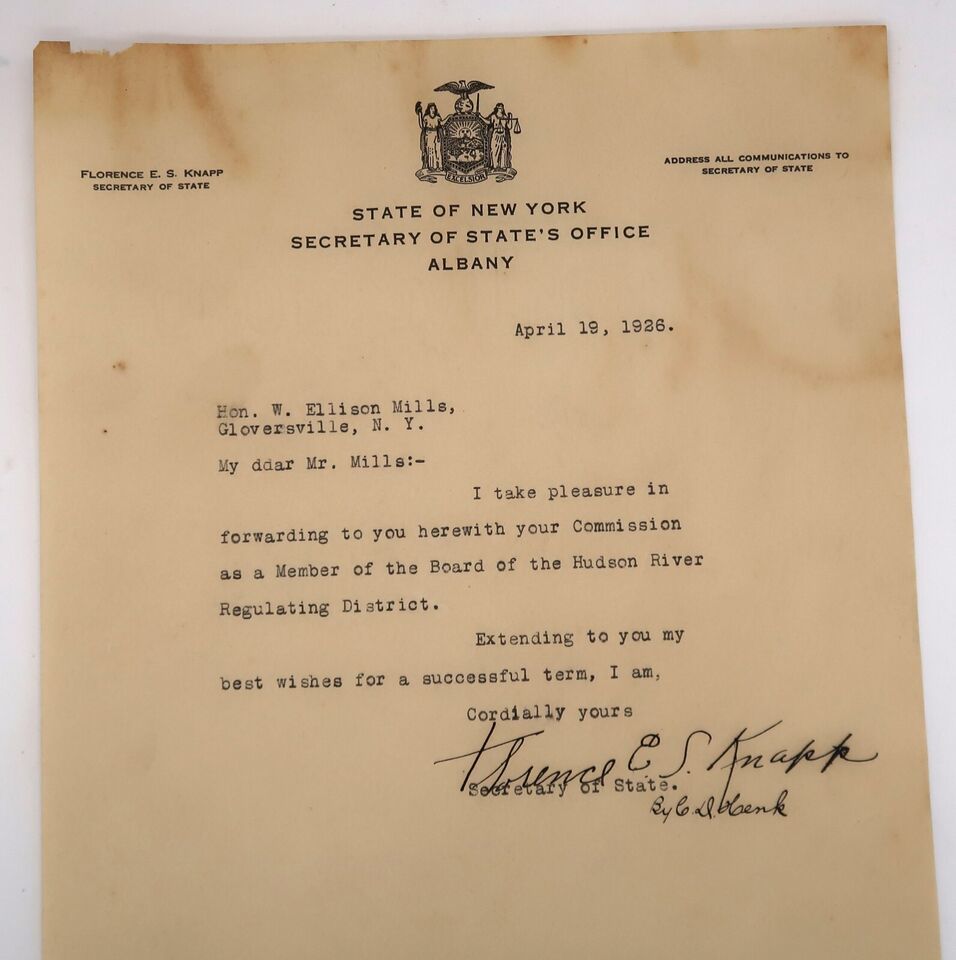 EXCELSIOR
FLORENCE E. S. KNAPP
SECRETARY OF STATE
ADDRESS ALL COMMUNICATIONS TO
SECRETARY OF STATE
STATE OF NEW YORK
SECRETARY OF STATE'S OFFICE
ALBANY
April 19, 1926.
Hon. W. Ellison Mills,
Gloversville, N. Y.
My ddar Mr. Mills:-
I take pleasure in
forwarding to you herewith your Commission
as a Member of the Board of the Hudson River
Regulating District.
Extending to you my
best wishes for a successful term, I am,
Cordially yours
Florence E. S. Knapp
Secretary of State.
By C. D.